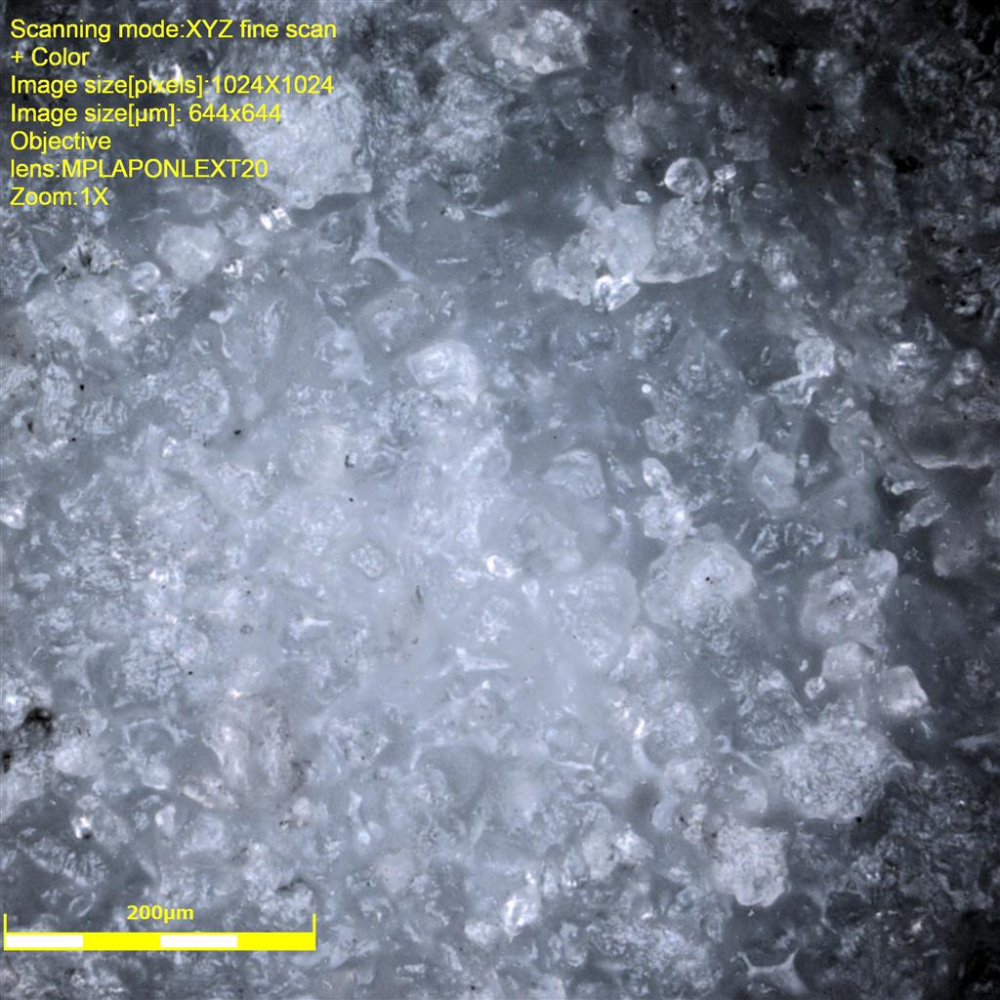 Scanning mode:XYZ fine scan
+ Color
Image size[pixels]:1024X1024
Image size[µm]: 644x644
Objective
lens:MPLAPONLEXT20
Zoom:1X
200µm